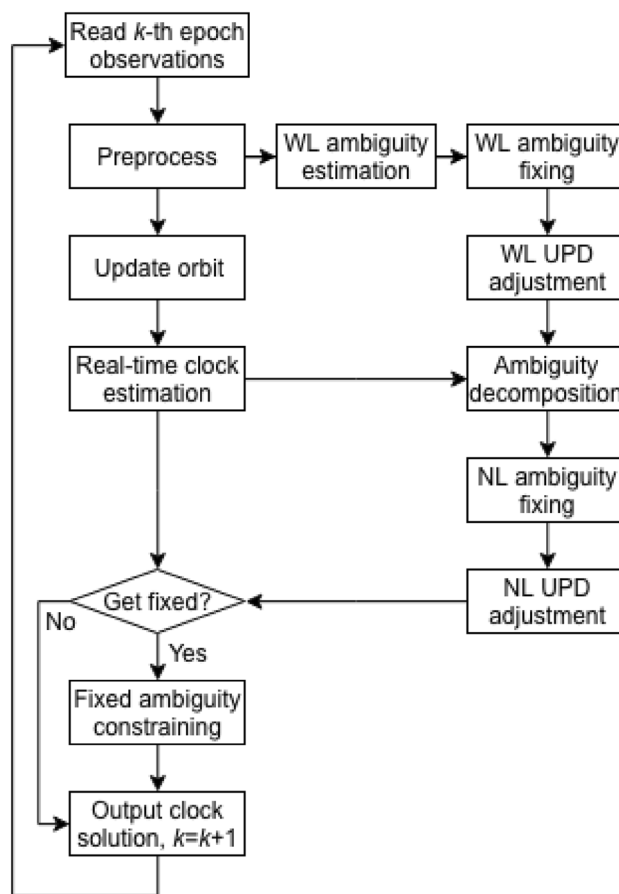 Read k-th epoch
observations
Preprocess
WL ambiguity
estimation
WL ambiguity
fixing
Update orbit
WL UPD
adjustment
Real-time clock
estimation
Ambiguity
decomposition
NL ambiguity
fixing
Get fixed?
NL UPD
adjustment
No
Yes
Fixed ambiguity
constraining
Output clock
solution, k=k+1